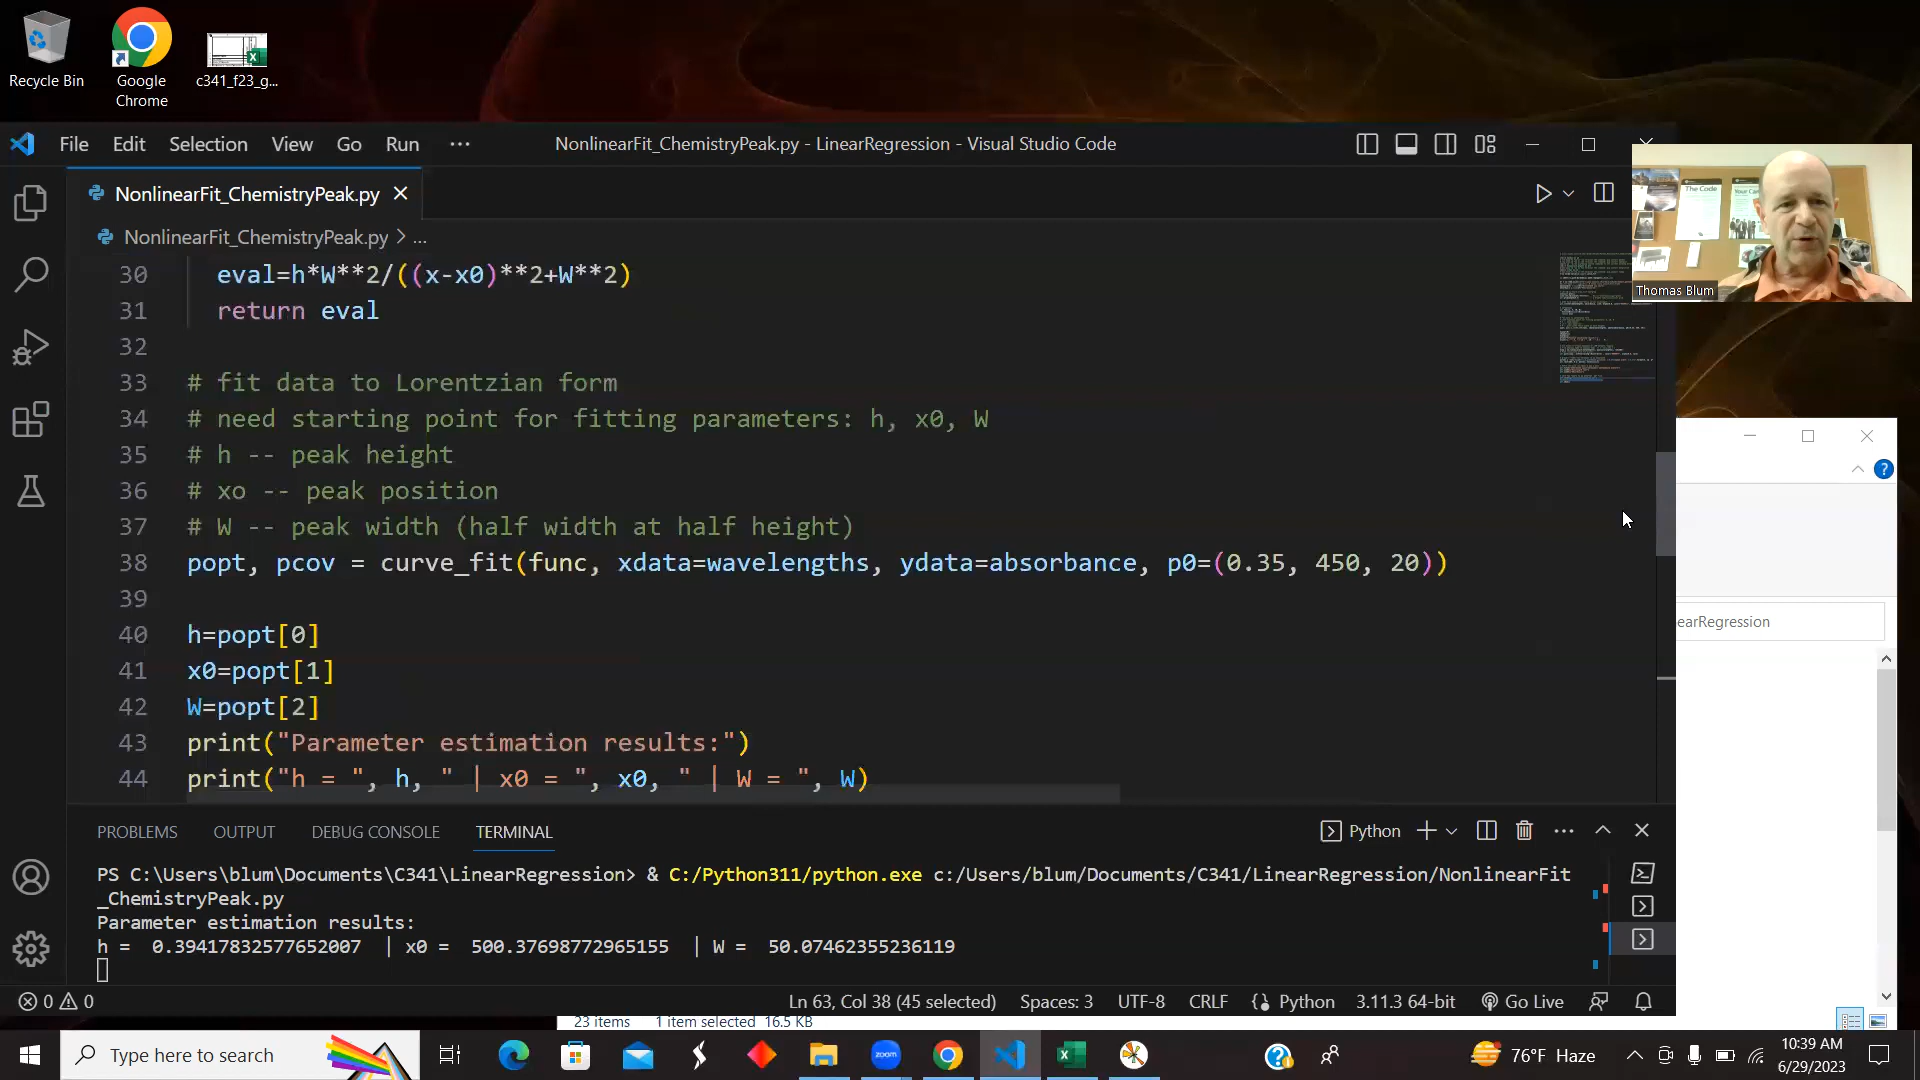 Recycle Bin
Google Chrome
c341_f23_g...
File Edit Selection View Go Run ...
NonlinearFit_ChemistryPeak.py - LinearRegression - Visual Studio Code
NonlinearFit_ChemistryPeak.py
NonlinearFit_ChemistryPeak.py > ...
The Code
Your Car
Thomas Blum
30 eval=h*W**2/((x-x0)**2+W**2)
31 return eval
32
33 # fit data to Lorentzian form
34 # need starting point for fitting parameters: h, x0, W
35 # h -- peak height
36 # xo -- peak position
37 # W -- peak width (half width at half height)
38 popt, pcov = curve_fit(func, xdata=wavelengths, ydata=absorbance, p0=(0.35, 450, 20))
39
40 h=popt[0]
41 x0=popt[1]
42 W=popt[2]
43 print("Parameter estimation results:")
44 print("h = ", h, " | x0 = ", x0, " | W = ", W)
earRegression
PROBLEMS OUTPUT DEBUG CONSOLE TERMINAL
Python
PS C:\Users\blum\Documents\C341\LinearRegression> & C:/Python311/python.exe c:/Users/blum/Documents/C341/LinearRegression/NonlinearFit
_ChemistryPeak.py
Parameter estimation results:
h =  0.39417832577652007  | x0 =  500.37698772965155  | W =  50.07462355236119
0 0 Ln 63, Col 38 (45 selected) Spaces: 3 UTF-8 CRLF Python 3.11.3 64-bit Go Live
23 items 1 item selected 16.5 KB
Type here to search
zoom
76°F Haze
10:39 AM
6/29/2023